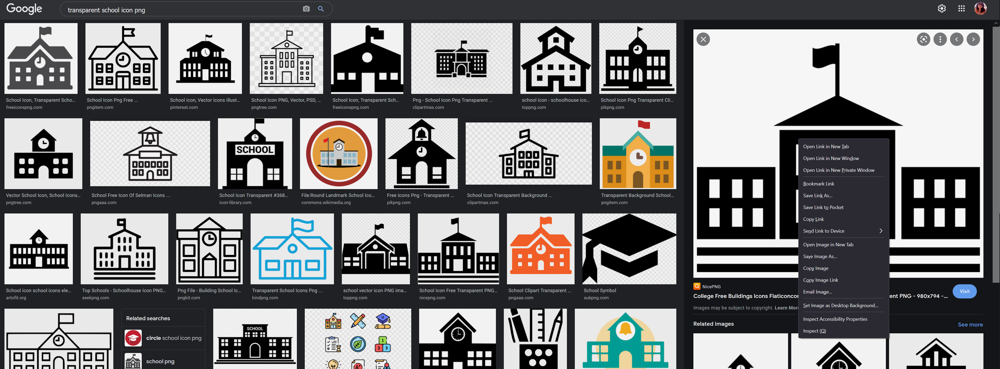 Google
transparent school icon png
School Icon, Transparent Scho...
freeiconspng.com
School Icon Png Free ...
pngitem.com
School icon, Vector icons illust...
pinterest.com
School Icon PNG, Vector, PSD, ...
pngtree.com
School Icon, Transparent Sch...
freeiconspng.com
Png - School Icon Png Transparent ...
clipartmax.com
school icon - schoolhouse ico...
toppng.com
School Icon Png Transparent Cli...
pikpng.com
SCHOOL
Vector School Icon, School Icons...
pngtree.com
School Free Icon Of Selman Icons ...
pngaaa.com
School Icon Transparent #368...
icon-library.com
File:Round Landmark School Ico...
commons.wikimedia.org
Free Icons Png - Transparent ...
pikpng.com
School Icon Transparent Background ...
clipartmax.com
Transparent Background School...
pngitem.com
School icon school icons ele...
artofit.org
Top Schools - Schoolhouse Icon PNG...
seekpng.com
Png File - Building School Ic...
pngkit.com
Transparent School Icons Png ...
kindpng.com
school vector icon PNG ima...
toppng.com
School Icon Free Transparent PNG...
nicepng.com
School Clipart Transparent ...
pngaaa.com
School Symbol
subpng.com
Related searches
circle school icon png
school png
SCHOOL
1
2 3
A+
Open Link in New Tab
Open Link in New Window
Open Link in New Private Window
Bookmark Link
Save Link As...
Save Link to Pocket
Copy Link
Send Link to Device
Open Image in New Tab
Save Image As...
Copy Image
Copy Image Link
Email Image...
Set Image as Desktop Background...
Inspect Accessibility Properties
Inspect (Q)
NicePNG
College Free Buildings Icons Flaticoncor
ent PNG - 980x794 -...
Visit
Images may be subject to copyright. Learn More
Related images
See more